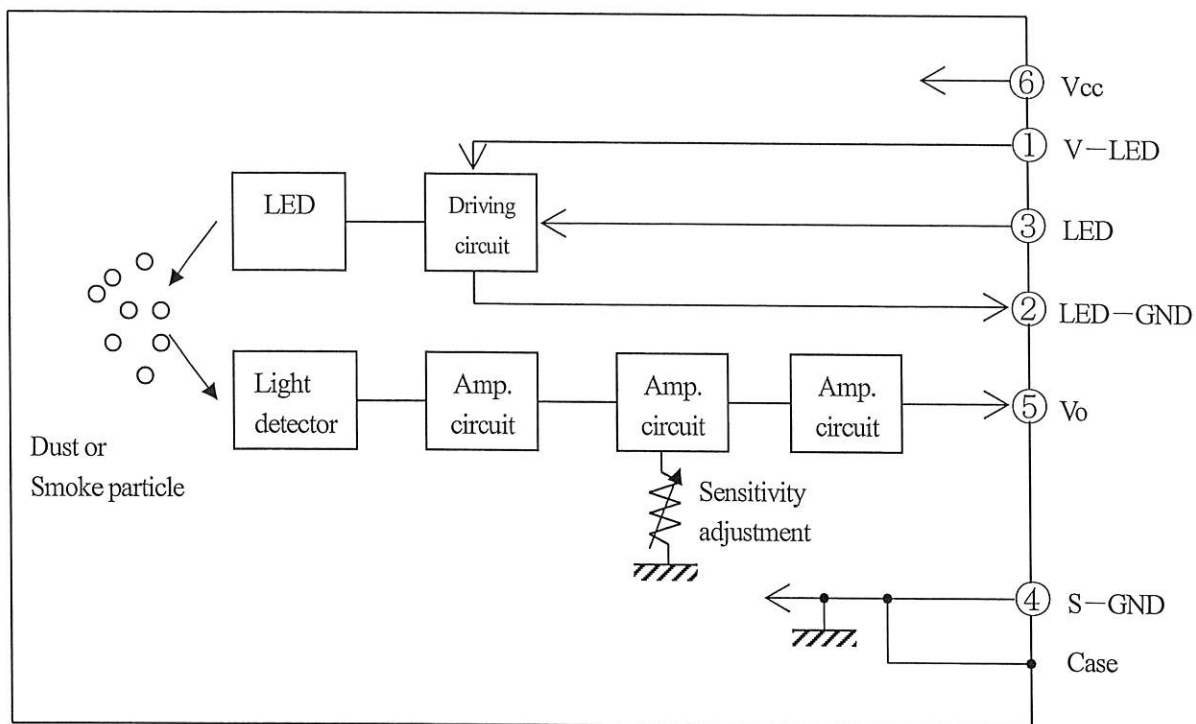 ⑥ Vcc
① V−LED
LED
Driving
circuit
③ LED
② LED−GND
Light
detector
Amp.
circuit
Amp.
circuit
Amp.
circuit
⑤ Vo
Dust or
Smoke particle
Sensitivity
adjustment
④ S−GND
Case